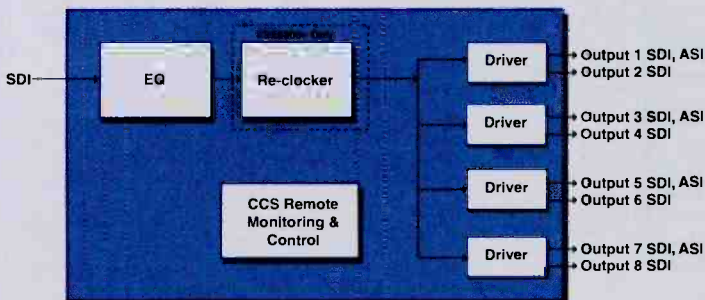 SDI
EQ
Re-clocker
CCS Remote
Monitoring &
Control
Driver
Output 1 SDI, ASI
Output 2 SDI
Driver
Output 3 SDI, ASI
Output 4 SDI
Driver
Output 5 SDI, ASI
Output 6 SDI
Driver
Output 7 SDI, ASI
Output 8 SDI